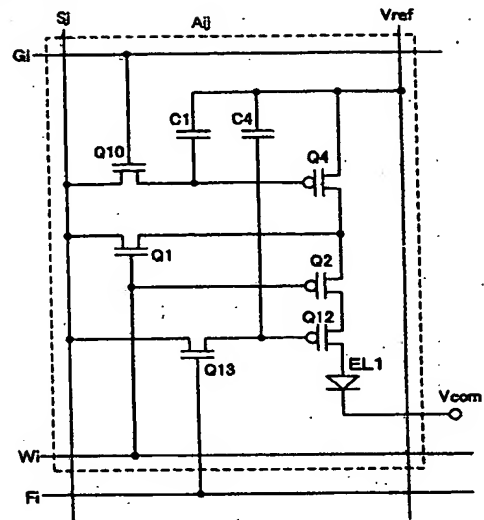 Sj Aij Vref
Gi
C1 C4
Q10 Q4
Q1 Q2
Q12
Q13 EL1
Vcom
Wi
Fi